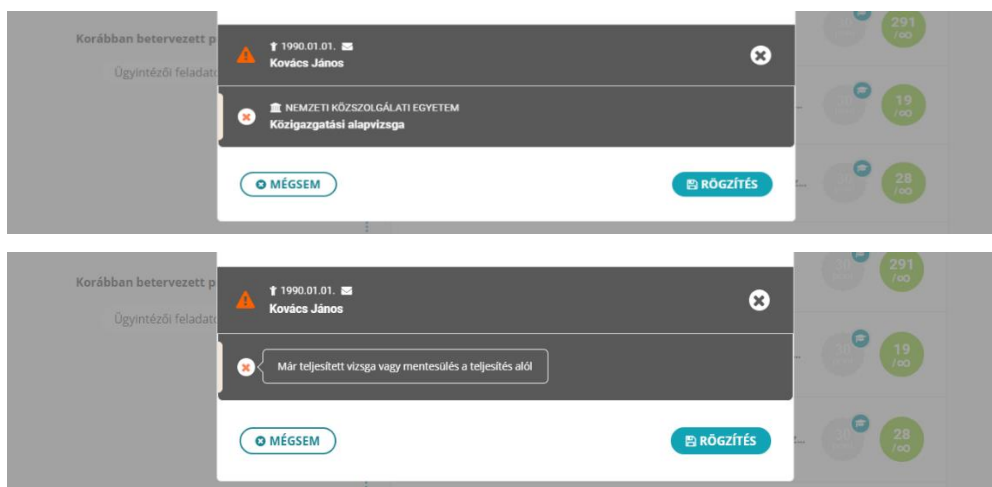 Korábban betervezett p
Ügyintézői feladato
1990.01.01.
Kovács János
NEMZETI KÖZSZOLGÁLATI EGYETEM
Közigazgatási alapvizsga
MÉGSEM
RÖGZÍTÉS
291
/∞
19
/∞
28
/∞
Korábban betervezett p
Ügyintézői feladato
1990.01.01.
Kovács János
Már teljesített vizsga vagy mentesülés a teljesítés alól
MÉGSEM
RÖGZÍTÉS
291
/∞
19
/∞
28
/∞